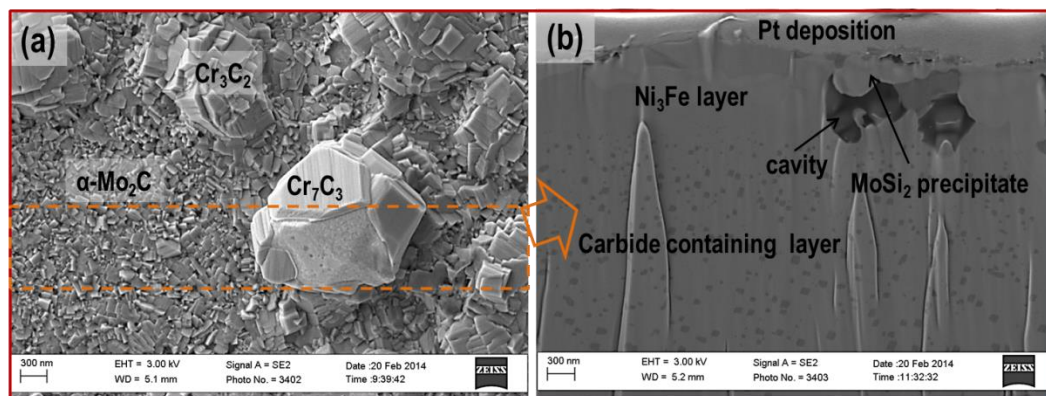 (a)
Cr₃C₂
α-Mo₂C
Cr₇C₃
300 nm
EHT = 3.00 kV
WD = 5.1 mm
Signal A = SE2
Photo No. = 3402
Date :20 Feb 2014
Time :9:39:42
ZEISS
(b)
Pt deposition
Ni₃Fe layer
cavity
MoSi₂ precipitate
Carbide containing layer
300 nm
EHT = 3.00 kV
WD = 5.2 mm
Signal A = SE2
Photo No. = 3403
Date :20 Feb 2014
Time :11:32:32
ZEISS